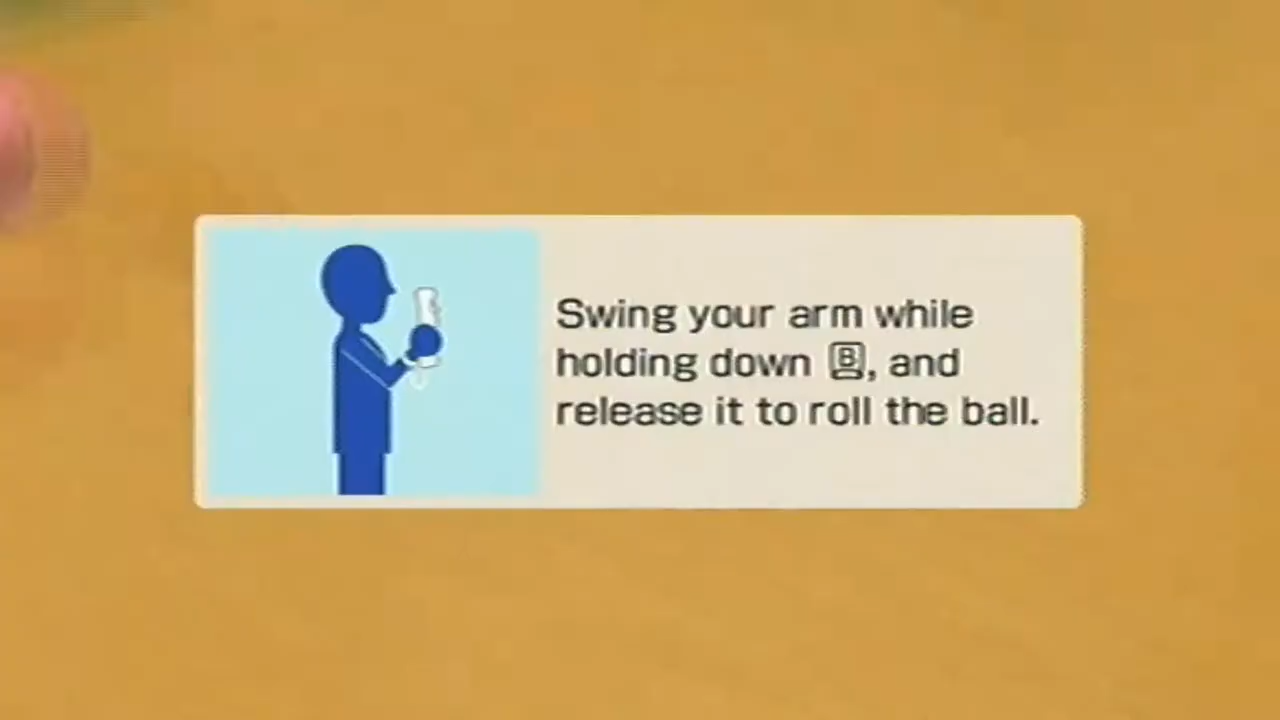 Swing your arm while
holding down B, and
release it to roll the ball.